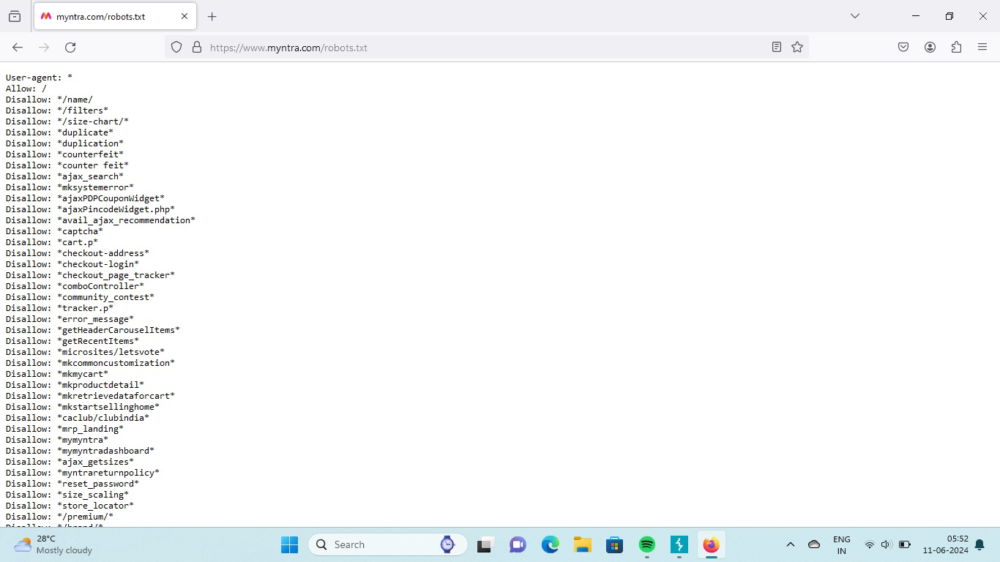 myntra.com/robots.txt
https://www.myntra.com/robots.txt
User-agent: *
Allow: /
Disallow: */name/
Disallow: */filters*
Disallow: */size-chart/*
Disallow: *duplicate*
Disallow: *duplication*
Disallow: *counterfeit*
Disallow: *counter feit*
Disallow: *ajax_search*
Disallow: *mksystemerror*
Disallow: *ajaxPDPCouponWidget*
Disallow: *ajaxPincodeWidget.php*
Disallow: *avail_ajax_recommendation*
Disallow: *captcha*
Disallow: *cart.p*
Disallow: *checkout-address*
Disallow: *checkout-login*
Disallow: *checkout_page_tracker*
Disallow: *comboController*
Disallow: *community_contest*
Disallow: *tracker.p*
Disallow: *error_message*
Disallow: *getHeaderCarouselItems*
Disallow: *getRecentItems*
Disallow: *microsites/letsvote*
Disallow: *mkcommoncustomization*
Disallow: *mkmycart*
Disallow: *mkproductdetail*
Disallow: *mkretrievedataforcart*
Disallow: *mkstartsellinghome*
Disallow: *caclub/clubindia*
Disallow: *mrp_landing*
Disallow: *mymyntra*
Disallow: *mymyntradashboard*
Disallow: *ajax_getsizes*
Disallow: *myntrareturnpolicy*
Disallow: *reset_password*
Disallow: *size_scaling*
Disallow: *store_locator*
Disallow: */premium/*
Disallow: */brand/*
28°C
Mostly cloudy
Search
ENG
IN
05:52
11-06-2024